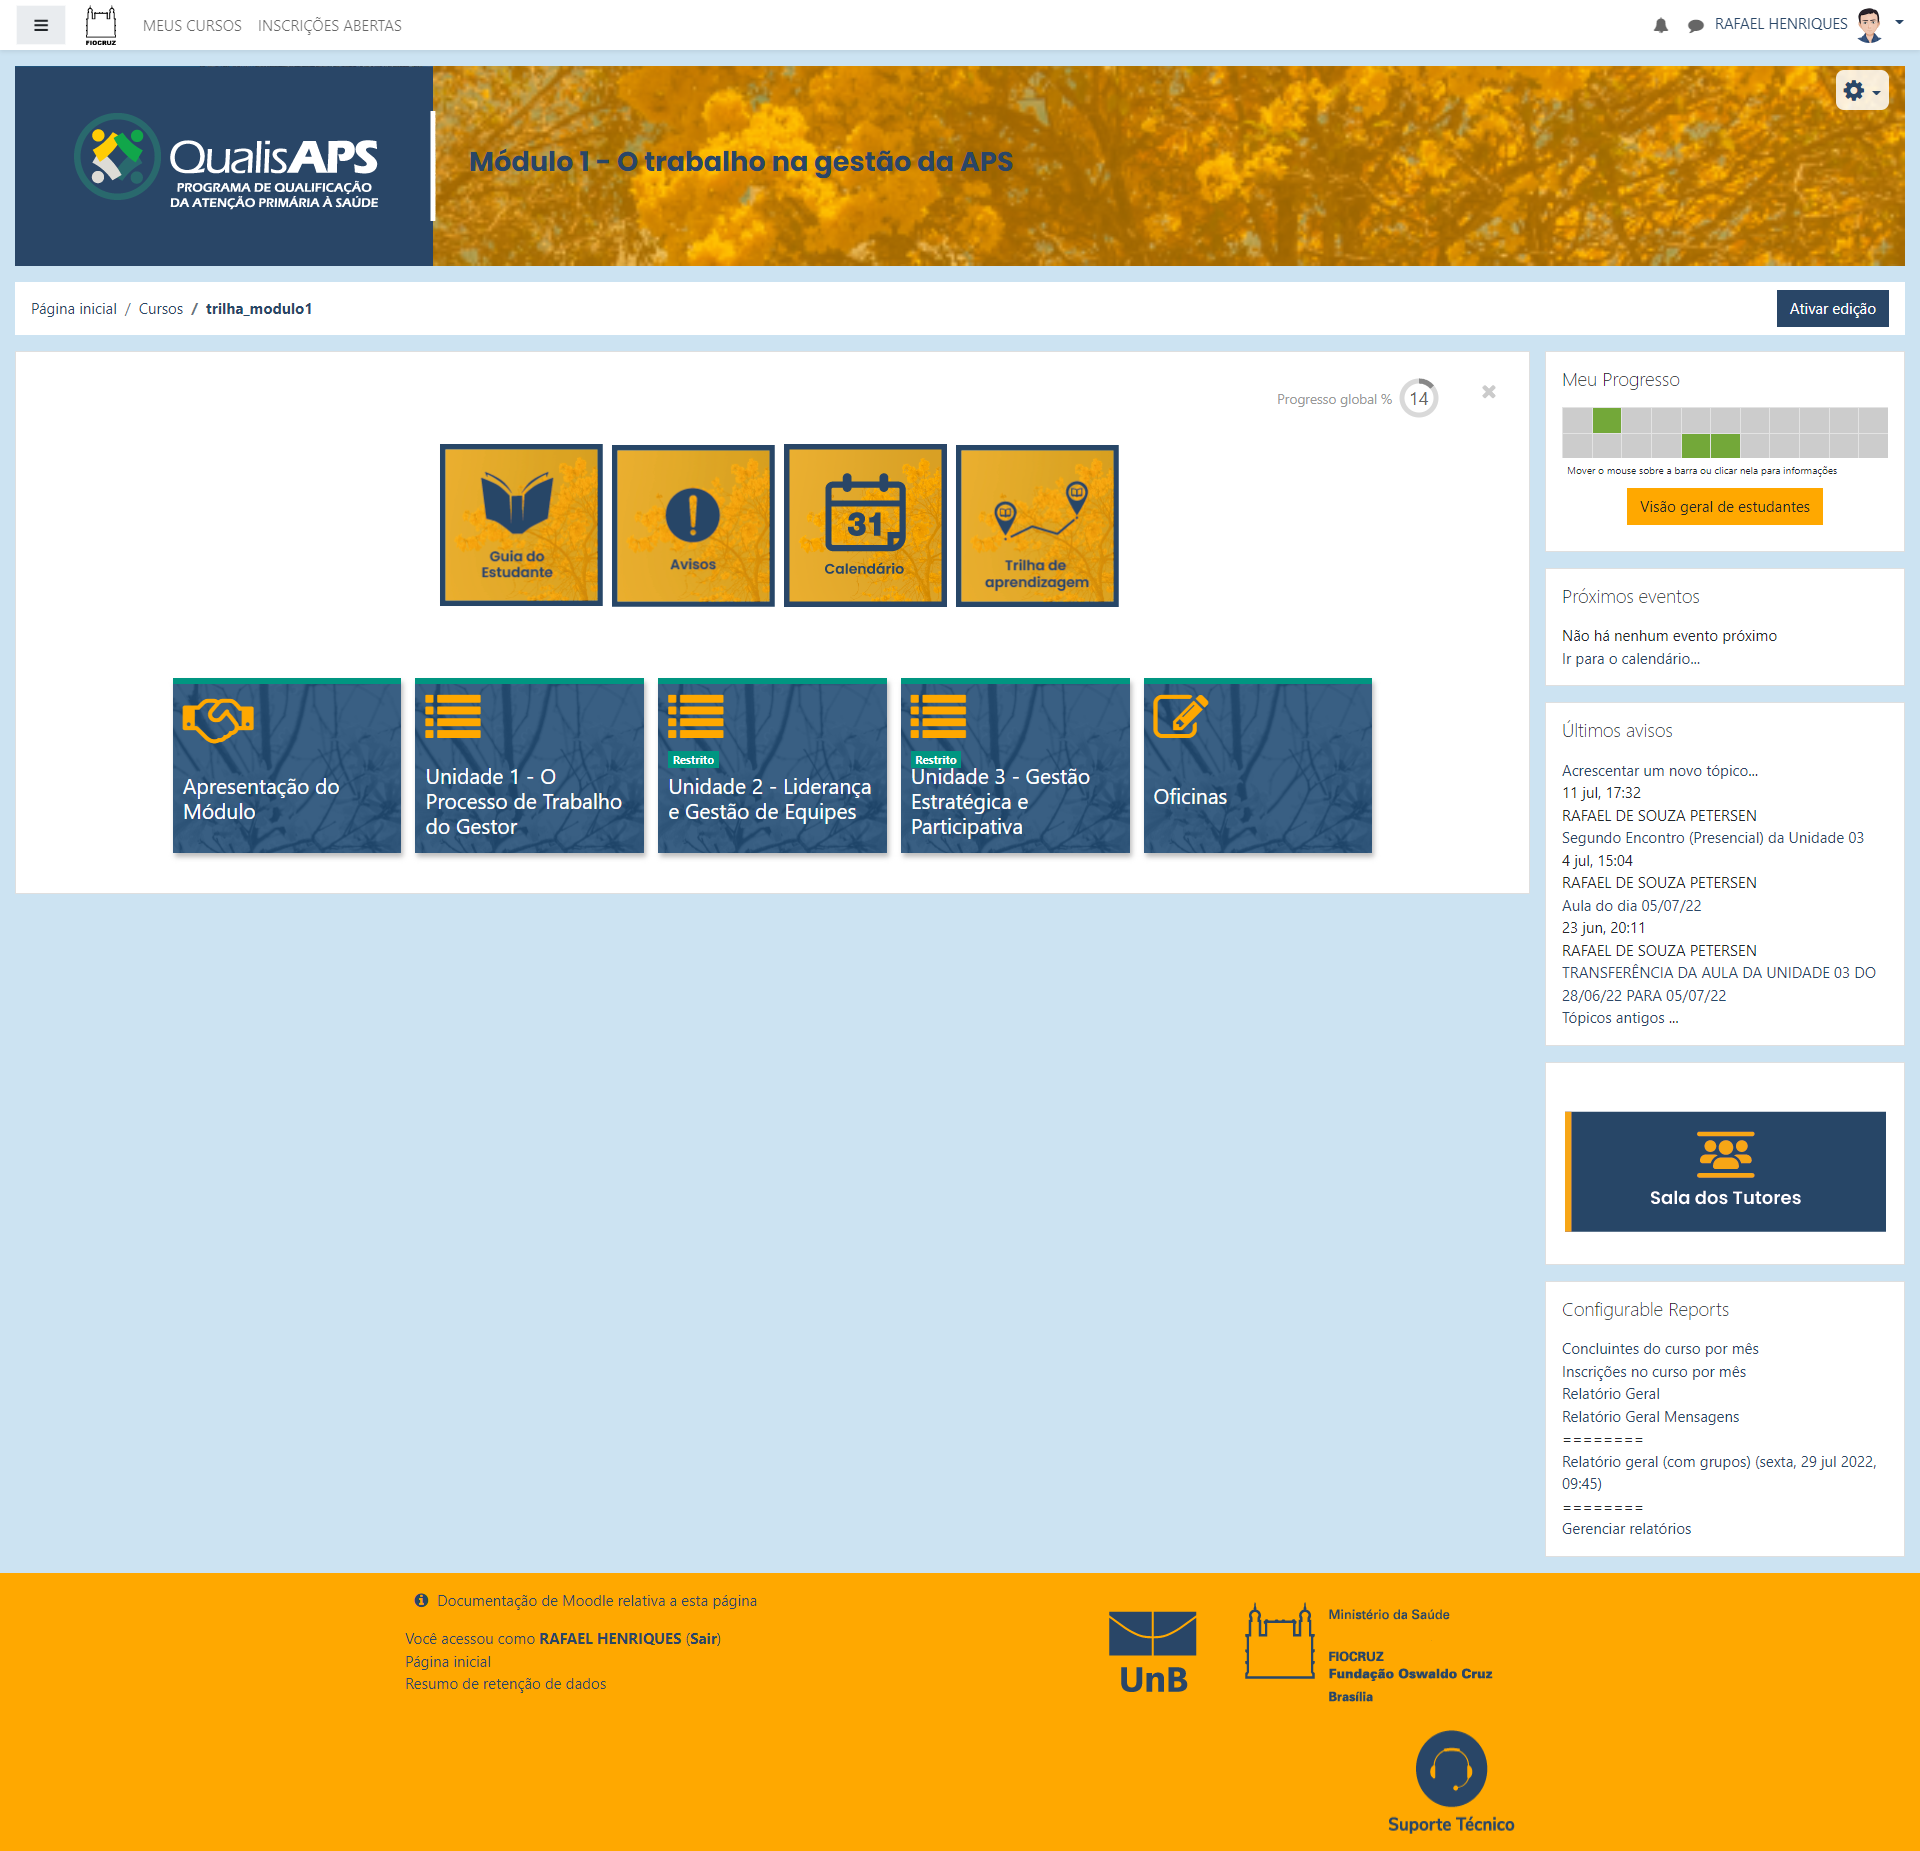 FIOCRUZ
MEUS CURSOS
INSCRIÇÕES ABERTAS
RAFAEL HENRIQUES
QualisAPS
PROGRAMA DE QUALIFICAÇÃO
DA ATENÇÃO PRIMÁRIA À SAÚDE
Módulo 1 - O trabalho na gestão da APS
Página inicial / Cursos / trilha_modulo1
Ativar edição
Progresso global % 14
Guia do
Estudante
Avisos
31
Calendário
Trilha de
aprendizagem
Apresentação do
Módulo
Unidade 1 - O
Processo de Trabalho
do Gestor
Restrito
Unidade 2 - Liderança
e Gestão de Equipes
Restrito
Unidade 3 - Gestão
Estratégica e
Participativa
Oficinas
Meu Progresso
Mover o mouse sobre a barra ou clicar nela para informações
Visão geral de estudantes
Próximos eventos
Não há nenhum evento próximo
Ir para o calendário...
Últimos avisos
Acrescentar um novo tópico...
11 jul, 17:32
RAFAEL DE SOUZA PETERSEN
Segundo Encontro (Presencial) da Unidade 03
4 jul, 15:04
RAFAEL DE SOUZA PETERSEN
Aula do dia 05/07/22
23 jun, 20:11
RAFAEL DE SOUZA PETERSEN
TRANSFERÊNCIA DA AULA DA UNIDADE 03 DO
28/06/22 PARA 05/07/22
Tópicos antigos ...
Sala dos Tutores
Configurable Reports
Concluintes do curso por mês
Inscrições no curso por mês
Relatório Geral
Relatório Geral Mensagens
========
Relatório geral (com grupos) (sexta, 29 jul 2022,
09:45)
========
Gerenciar relatórios
Documentação de Moodle relativa a esta página
Você acessou como RAFAEL HENRIQUES (Sair)
Página inicial
Resumo de retenção de dados
UnB
Ministério da Saúde
FIOCRUZ
Fundação Oswaldo Cruz
Brasília
Suporte Técnico